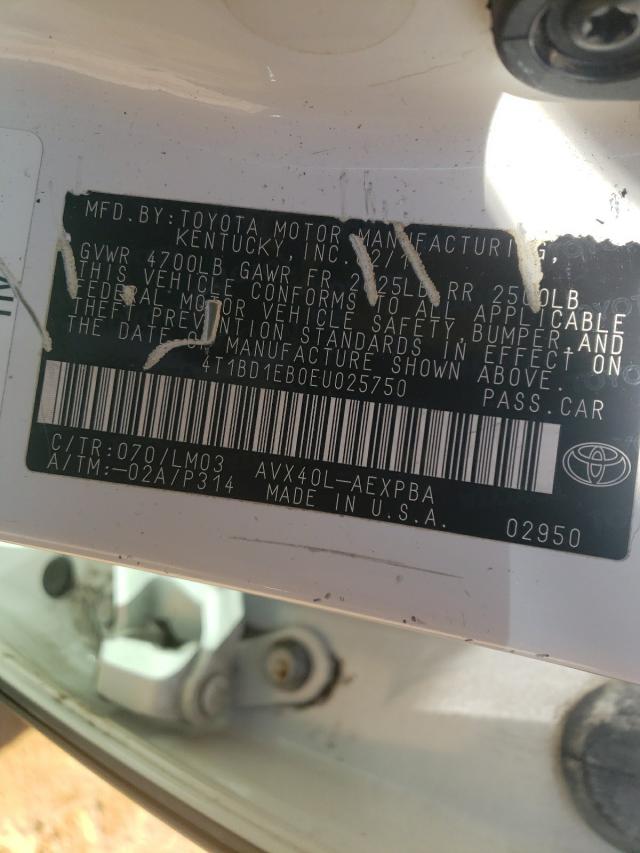 MFD.BY: TOYOTA MOTOR MANUFACTURING,
KENTUCKY, INC.
GVWR 4700LB GAWR FR LB RR LB
THIS VEHICLE CONFORMS TO ALL APPLICABLE
FEDERAL MOTOR VEHICLE SAFETY, BUMPER, AND
THEFT PREVENTION STANDARDS IN EFFECT ON
THE DATE OF MANUFACTURE SHOWN ABOVE.
4T1BD1EB0EU025750 PASS.CAR
C/TR:070/LM03 AVX40L-AEXPBA
A/TM:-02A/P314 MADE IN U.S.A. 02950